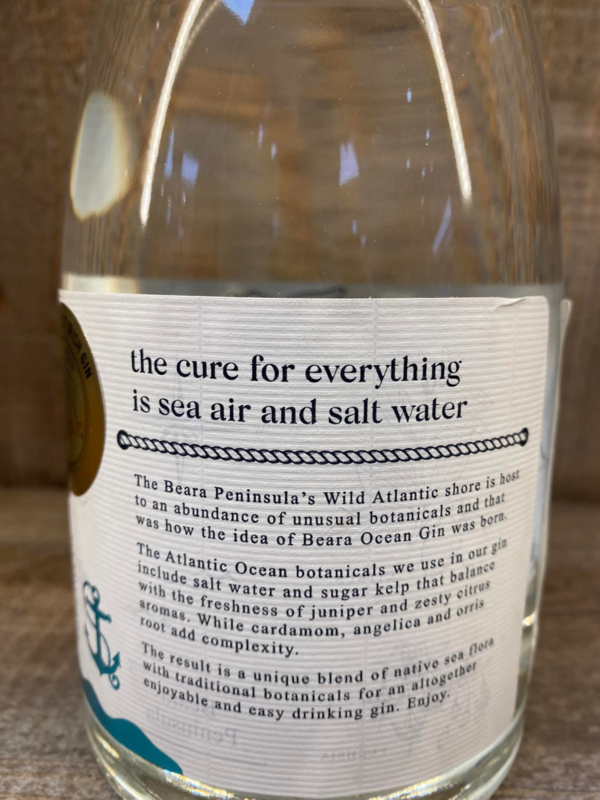 the cure for everything
is sea air and salt water
The Beara Peninsula's Wild Atlantic shore is host
to an abundance of unusual botanicals and that
was how the idea of Beara Ocean Gin was born.
The Atlantic Ocean botanicals we use in our gin
include salt water and sugar kelp that balance
with the freshness of juniper and zesty citrus
aromas. While cardamom, angelica and orris
root add complexity.
The result is a unique blend of native sea flora
with traditional botanicals for an altogether
enjoyable and easy drinking gin. Enjoy.
GIN
Peninsula